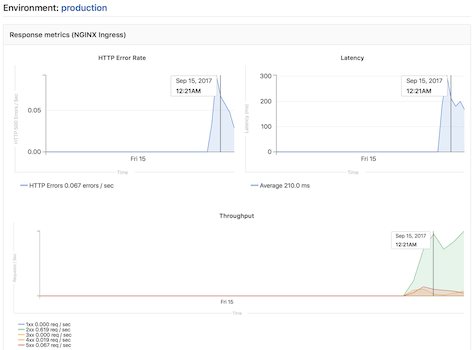 Environment: production
Response metrics (NGINX Ingress)
HTTP Error Rate
HTTP 500 Errors / Sec
0.05
0.00
Sep 15, 2017
12:21AM
Fri 15
Time
HTTP Errors 0.067 errors / sec
Latency
Latency (ms)
300
200
100
0
Sep 15, 2017
12:21AM
Fri 15
Time
Average 210.0 ms
Throughput
Requests / Sec
Sep 15, 2017
12:21AM
Fri 15
Time
1xx 0.000 req / sec
2xx 0.619 req / sec
3xx 0.000 req / sec
4xx 0.019 req / sec
5xx 0.067 req / sec